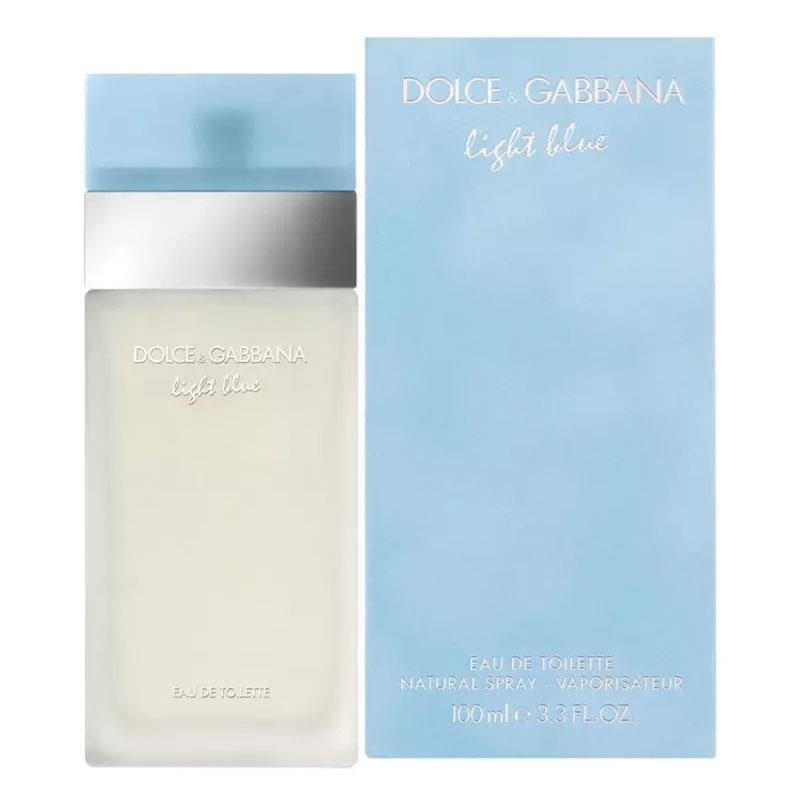 DOLCE & GABBANA
light blue
EAU DE TOILETTE
DOLCE & GABBANA
light blue
EAU DE TOILETTE
NATURAL SPRAY - VAPORISATEUR
100 ml ℮ 3.3 FL. OZ.